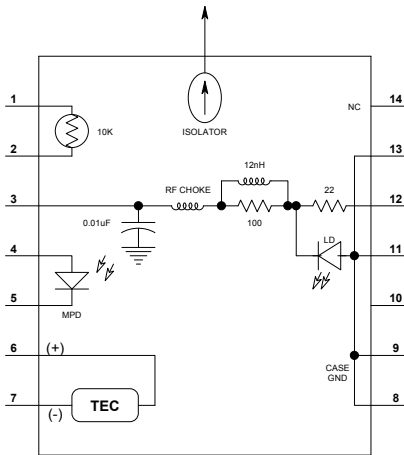 1
14
NC
10K
ISOLATOR
2
13
12nH
RF CHOKE
22
3
12
0.01uF
100
4
LD
11
5
MPD
10
6
(+)
9
CASE
GND
7
(-)
TEC
8